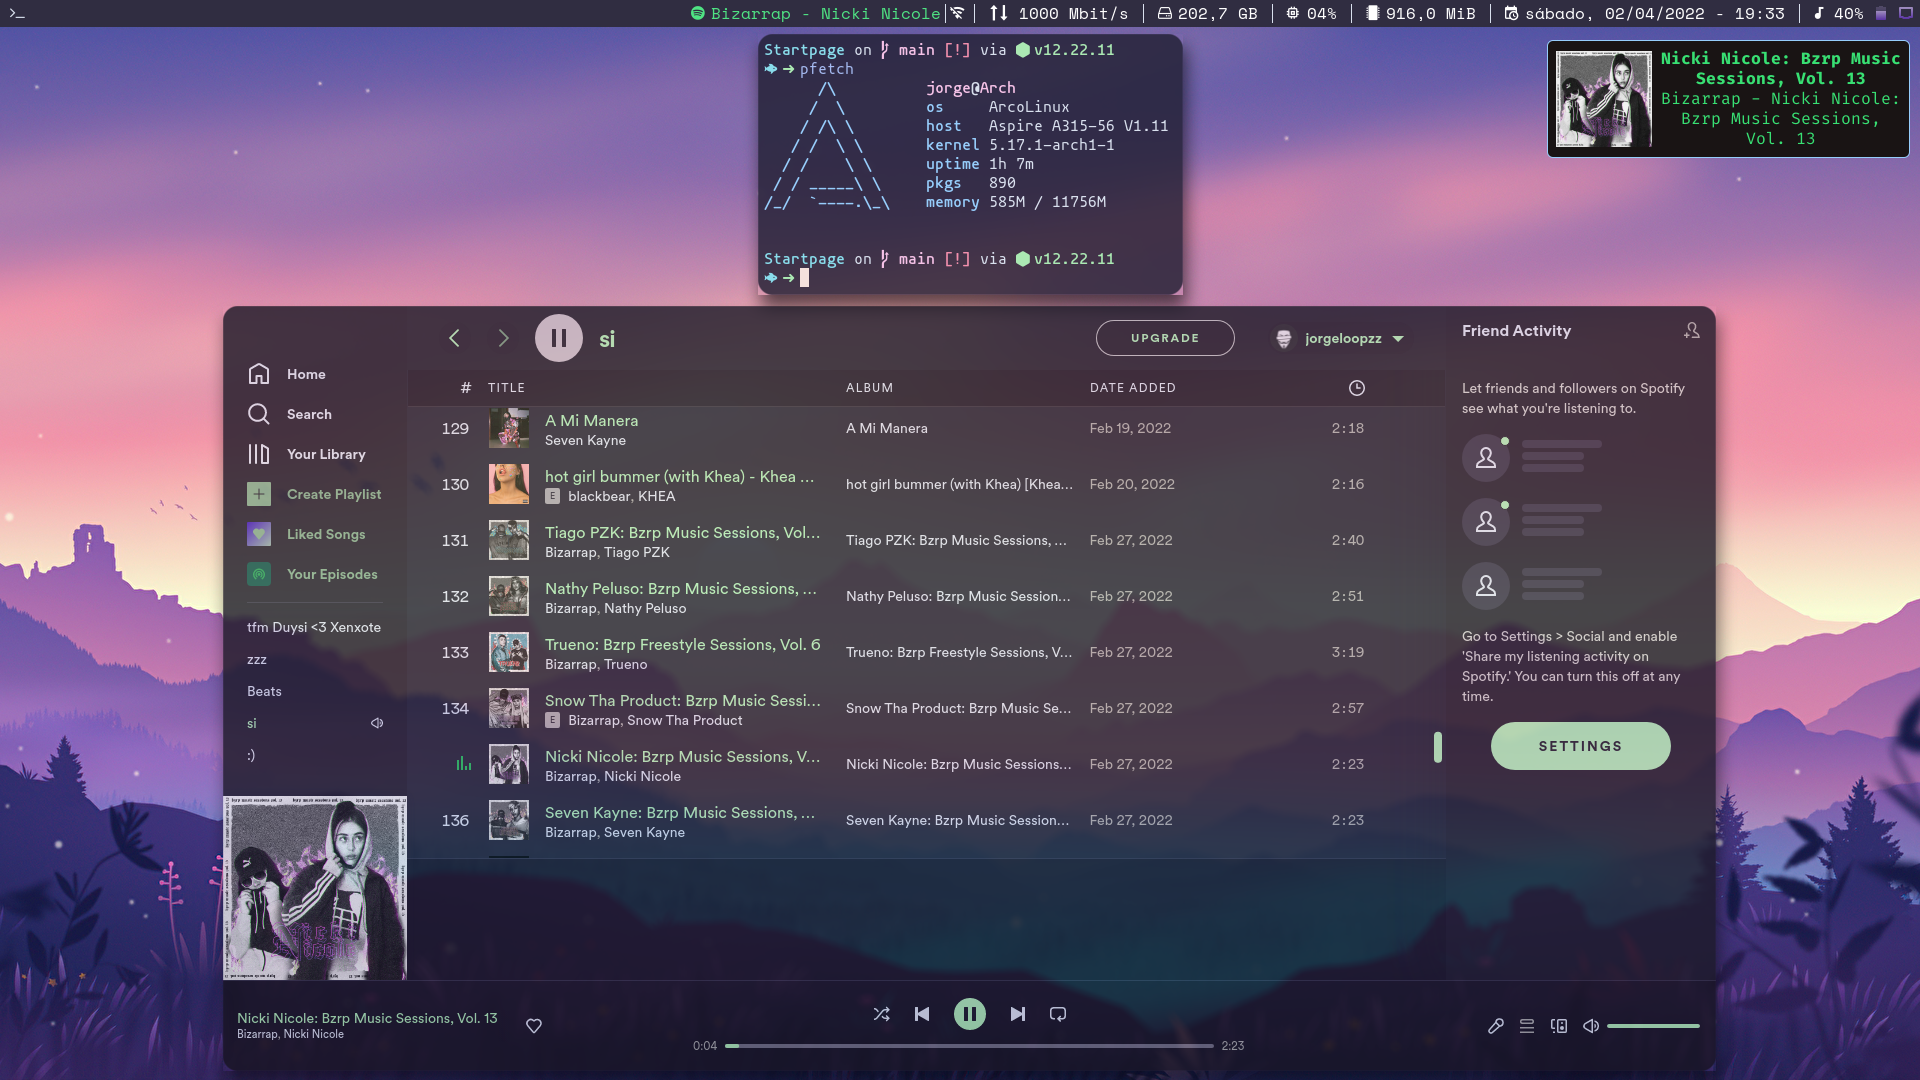 >_
Bizarrap - Nicki Nicole
1000 Mbit/s
202,7 GB
04%
916,0 MiB
sábado, 02/04/2022 - 19:33
40%
Startpage on main [!] via v12.22.11
➜ pfetch
/\
/  \
/ /\ \
/ /  \ \
/ /    \ \
/ / _____\ \
/_/  `----.\_\
jorge@Arch
os ArcoLinux
host Aspire A315-56 V1.11
kernel 5.17.1-arch1-1
uptime 1h 7m
pkgs 890
memory 585M / 11756M
Startpage on main [!] via v12.22.11
➜
Nicki Nicole: Bzrp Music
Sessions, Vol. 13
Bizarrap - Nicki Nicole:
Bzrp Music Sessions,
Vol. 13
si
UPGRADE
jorgeloopzz
Home
Search
Your Library
Create Playlist
Liked Songs
Your Episodes
tfm Duysi <3 Xenxote
zzz
Beats
si
:)
# TITLE ALBUM DATE ADDED
129 A Mi Manera A Mi Manera Feb 19, 2022 2:18
Seven Kayne
130 hot girl bummer (with Khea) - Khea ... hot girl bummer (with Khea) [Khea... Feb 20, 2022 2:16
E blackbear, KHEA
131 Tiago PZK: Bzrp Music Sessions, Vol... Tiago PZK: Bzrp Music Sessions, ... Feb 27, 2022 2:40
Bizarrap, Tiago PZK
132 Nathy Peluso: Bzrp Music Sessions, ... Nathy Peluso: Bzrp Music Session... Feb 27, 2022 2:51
Bizarrap, Nathy Peluso
133 Trueno: Bzrp Freestyle Sessions, Vol. 6 Trueno: Bzrp Freestyle Sessions, V... Feb 27, 2022 3:19
Bizarrap, Trueno
134 Snow Tha Product: Bzrp Music Sessi... Snow Tha Product: Bzrp Music Se... Feb 27, 2022 2:57
E Bizarrap, Snow Tha Product
Nicki Nicole: Bzrp Music Sessions, V... Nicki Nicole: Bzrp Music Sessions... Feb 27, 2022 2:23
Bizarrap, Nicki Nicole
136 Seven Kayne: Bzrp Music Sessions, ... Seven Kayne: Bzrp Music Session... Feb 27, 2022 2:23
Bizarrap, Seven Kayne
Friend Activity
Let friends and followers on Spotify
see what you're listening to.
Go to Settings > Social and enable
'Share my listening activity on
Spotify.' You can turn this off at any
time.
SETTINGS
Nicki Nicole
Nicki Nicole: Bzrp Music Sessions, Vol. 13
Bizarrap, Nicki Nicole
0:04
2:23